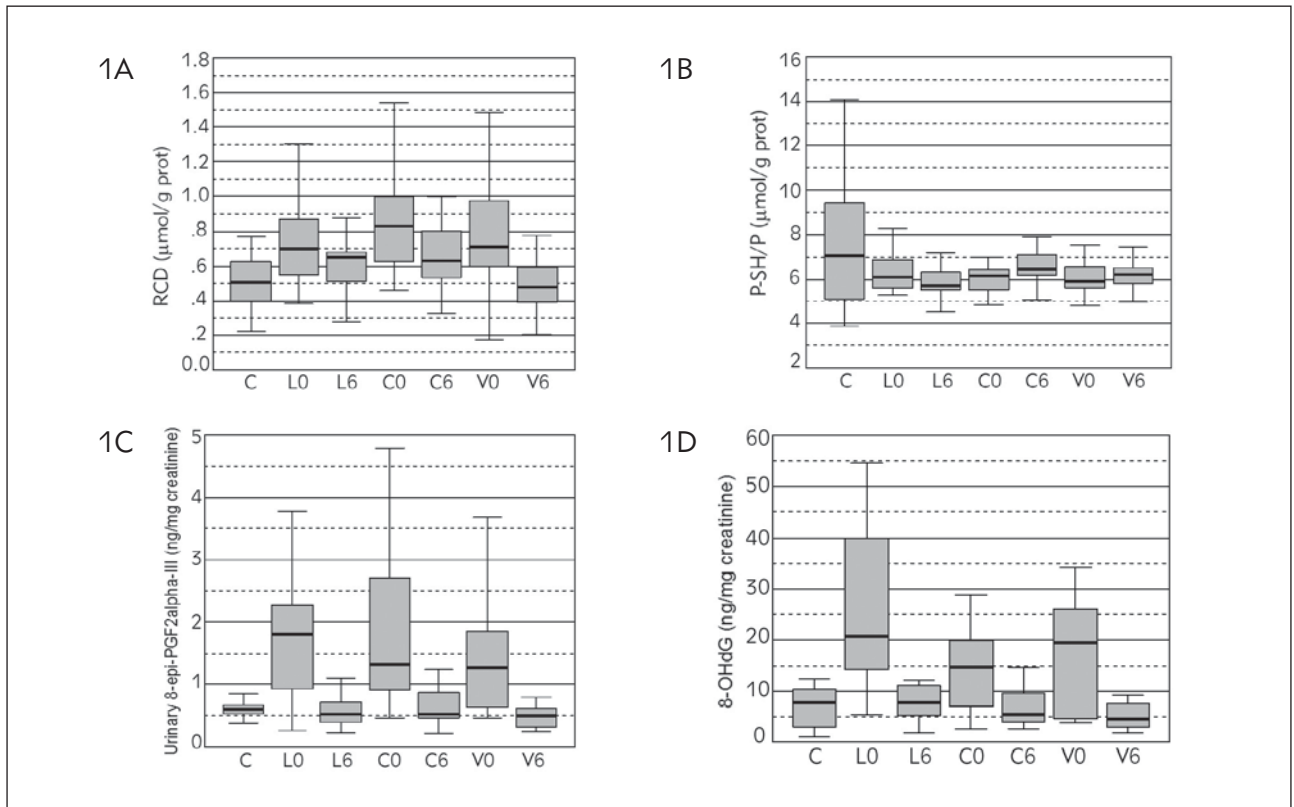 1A
RCD (µmol/g prot)
1.8
1.6
1.4
1.2
1.0
.8
.6
.4
.2
0.0
C L0 L6 C0 C6 V0 V6
1B
P-SH/P (µmol/g prot)
16
14
12
10
8
6
4
2
C L0 L6 C0 C6 V0 V6
1C
Urinary 8-epi-PGF2alpha-III (ng/mg creatinine)
5
4
3
2
1
0
C L0 L6 C0 C6 V0 V6
1D
8-OHdG (ng/mg creatinine)
60
50
40
30
20
10
0
C L0 L6 C0 C6 V0 V6